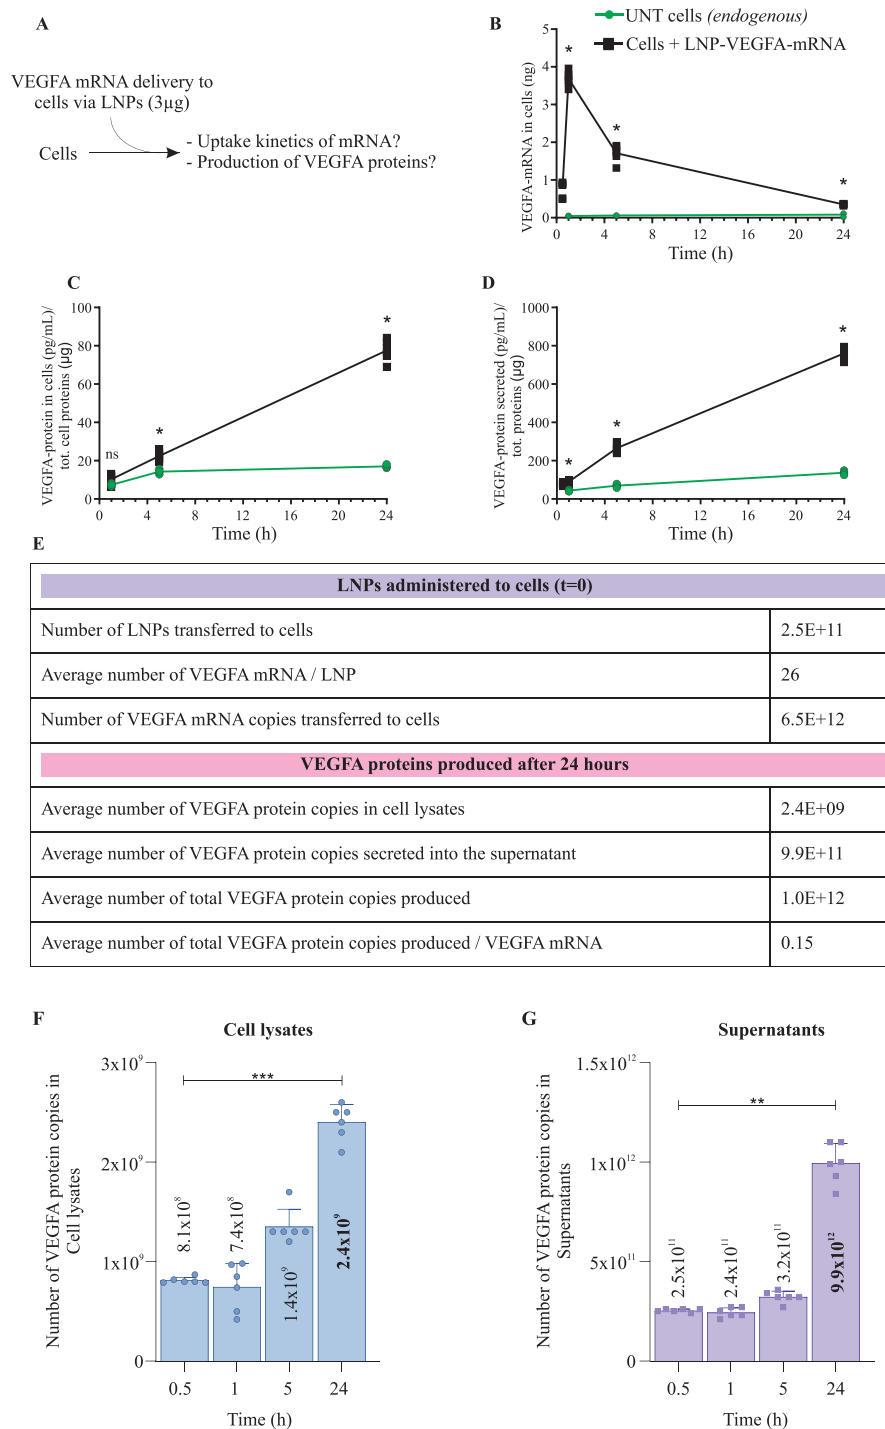 A
VEGFA mRNA delivery to
cells via LNPs (3µg)
Cells
- Uptake kinetics of mRNA?
- Production of VEGFA proteins?
B
UNT cells (endogenous)
Cells + LNP-VEGFA-mRNA
VEGFA-mRNA in cells (ng)
5
4
3
2
1
0
*
*
*
0 4 8 12 16 20 24
Time (h)
C
VEGFA-protein in cells (pg/mL)/
tot. cell proteins (µg)
100
80
60
40
20
0
ns
*
*
0 4 8 12 16 20 24
Time (h)
D
VEGFA-protein secreted (pg/mL)/
tot. proteins (µg)
1000
800
600
400
200
0
*
*
*
0 4 8 12 16 20 24
Time (h)
E
LNPs administered to cells (t=0)
Number of LNPs transferred to cells 2.5E+11
Average number of VEGFA mRNA / LNP 26
Number of VEGFA mRNA copies transferred to cells 6.5E+12
VEGFA proteins produced after 24 hours
Average number of VEGFA protein copies in cell lysates 2.4E+09
Average number of VEGFA protein copies secreted into the supernatant 9.9E+11
Average number of total VEGFA protein copies produced 1.0E+12
Average number of total VEGFA protein copies produced / VEGFA mRNA 0.15
F
Cell lysates
Number of VEGFA protein copies in
Cell lysates
3x10⁹
2x10⁹
1x10⁹
0
***
8.1x10⁸
7.4x10⁸
1.4x10⁹
2.4x10⁹
0.5 1 5 24
Time (h)
G
Supernatants
Number of VEGFA protein copies in
Supernatants
1.5x10¹²
1x10¹²
5x10¹¹
0
**
2.5x10¹¹
2.4x10¹¹
3.2x10¹¹
9.9x10¹²
0.5 1 5 24
Time (h)